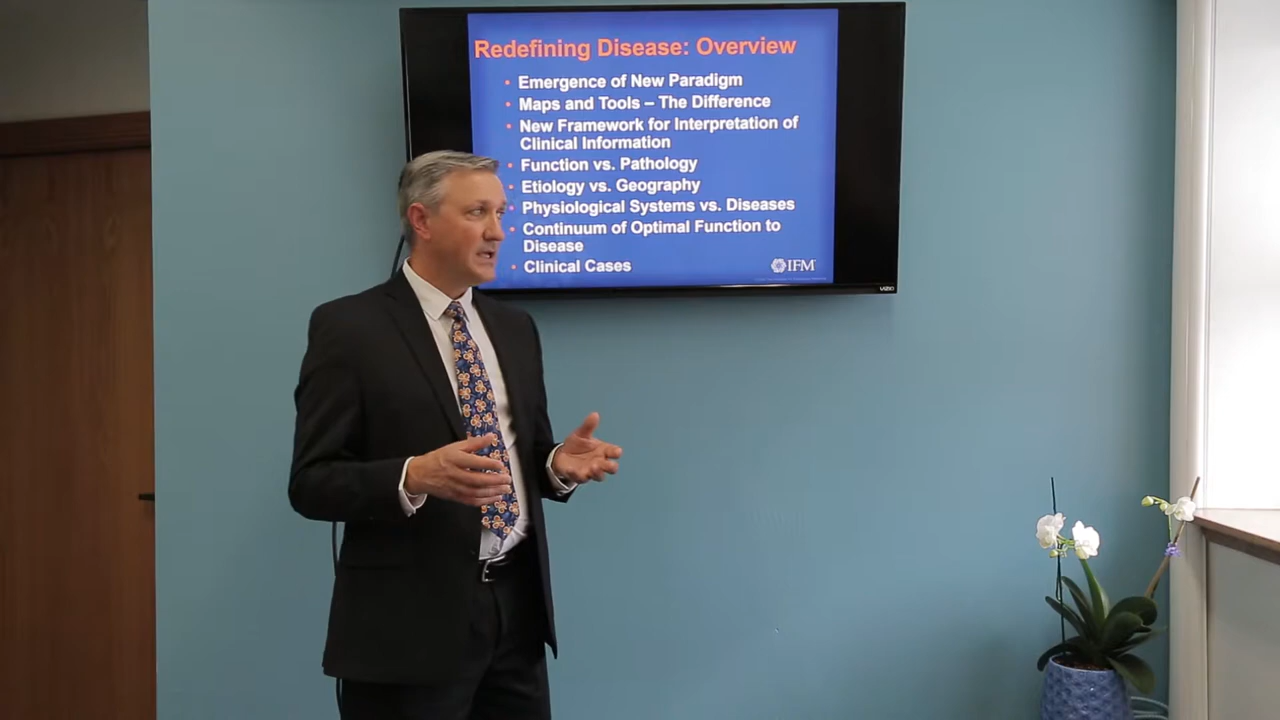 Redefining Disease: Overview
• Emergence of New Paradigm
• Maps and Tools – The Difference
• New Framework for Interpretation of
Clinical Information
• Function vs. Pathology
• Etiology vs. Geography
• Physiological Systems vs. Diseases
• Continuum of Optimal Function to
Disease
• Clinical Cases
IFM
VIZIO